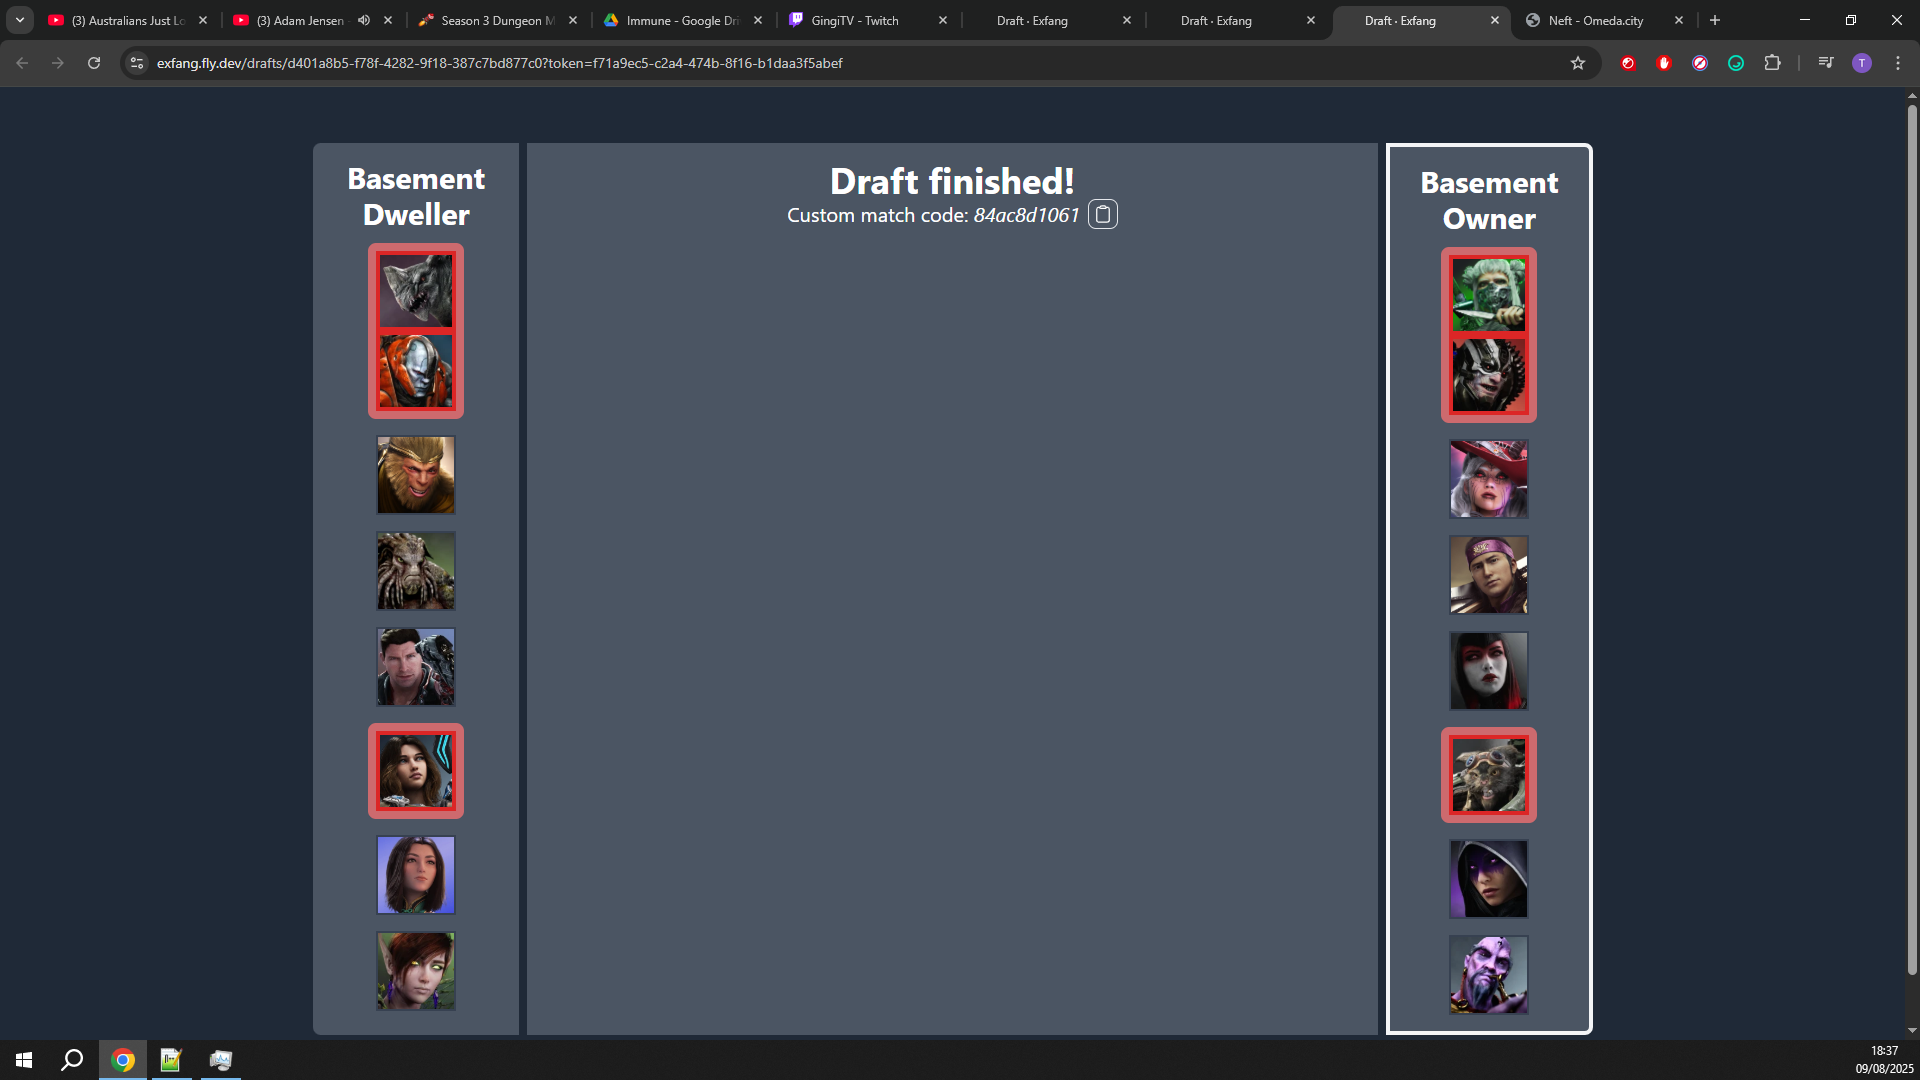 (3) Australians Just Lo
(3) Adam Jensen
Season 3 Dungeon M
Immune - Google Dri
GingiTV - Twitch
Draft · Exfang
Draft · Exfang
Draft · Exfang
Neft - Omeda.city
exfang.fly.dev/drafts/d401a8b5-f78f-4282-9f18-387c7bd877c0?token=f71a9ec5-c2a4-474b-8f16-b1daa3f5abef
T
Basement
Dweller
Draft finished!
Custom match code: 84ac8d1061
Basement
Owner
18:37
09/08/2025